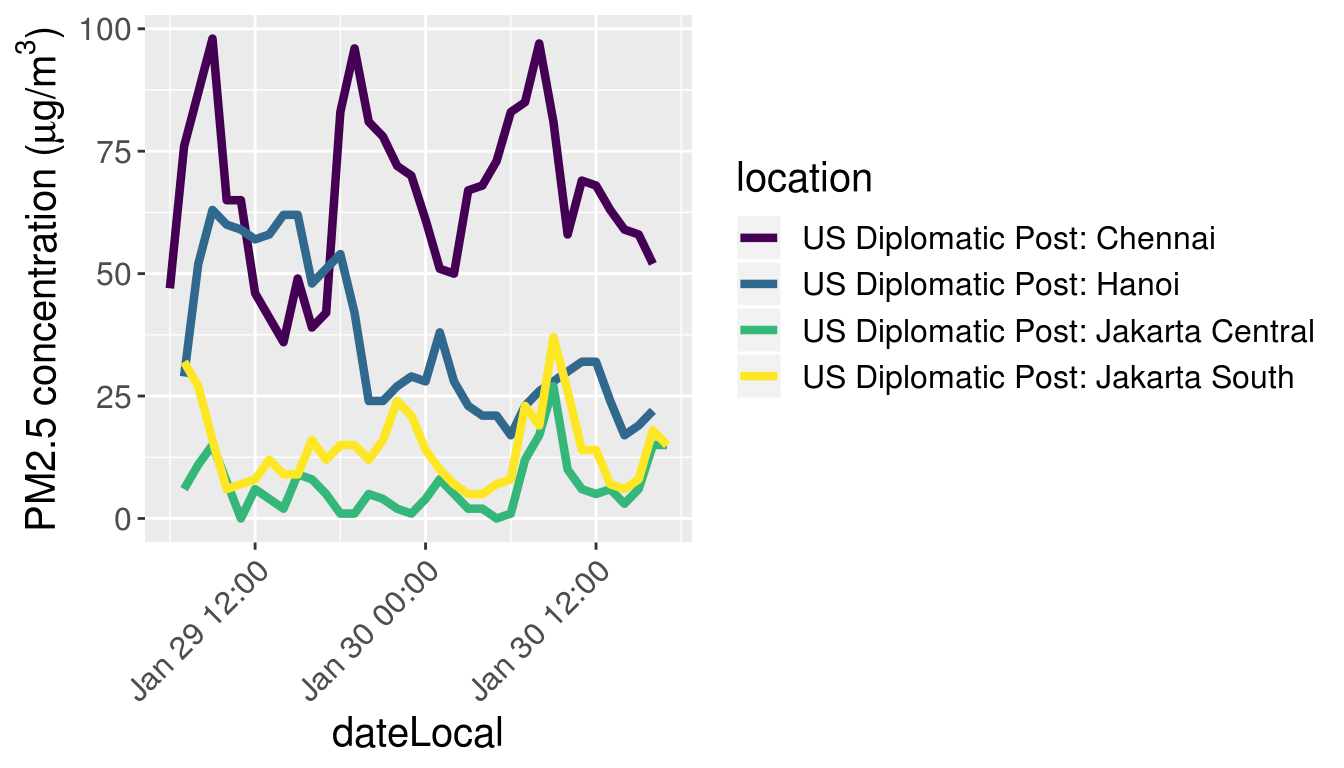 PM2.5 concentration (μg/m³)
100
75
50
25
0
Jan 29 12:00
Jan 30 00:00
Jan 30 12:00
dateLocal
location
US Diplomatic Post: Chennai
US Diplomatic Post: Hanoi
US Diplomatic Post: Jakarta Central
US Diplomatic Post: Jakarta South